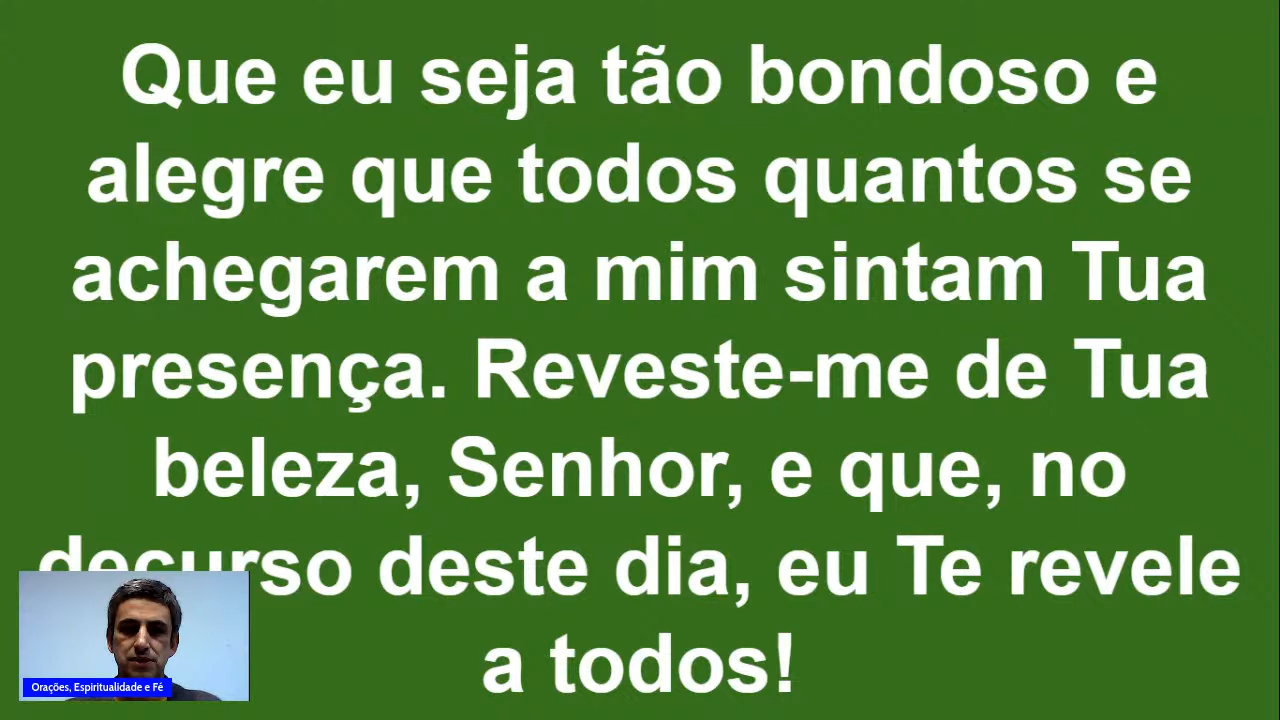 Que eu seja tão bondoso e
alegre que todos quantos se
achegarem a mim sintam Tua
presença. Reveste-me de Tua
beleza, Senhor, e que, no
decurso deste dia, eu Te revele
a todos!
Orações, Espiritualidade e Fé